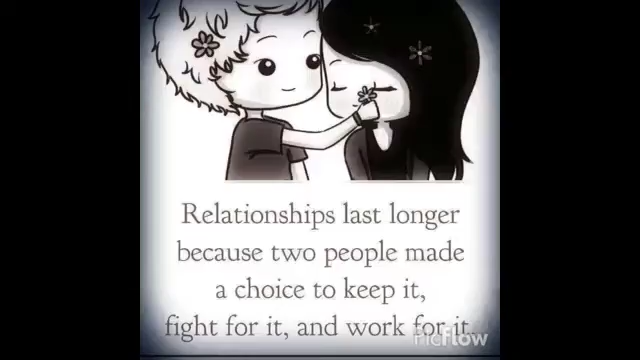 Relationships last longer
because two people made
a choice to keep it,
fight for it, and work for it..
PicFlow